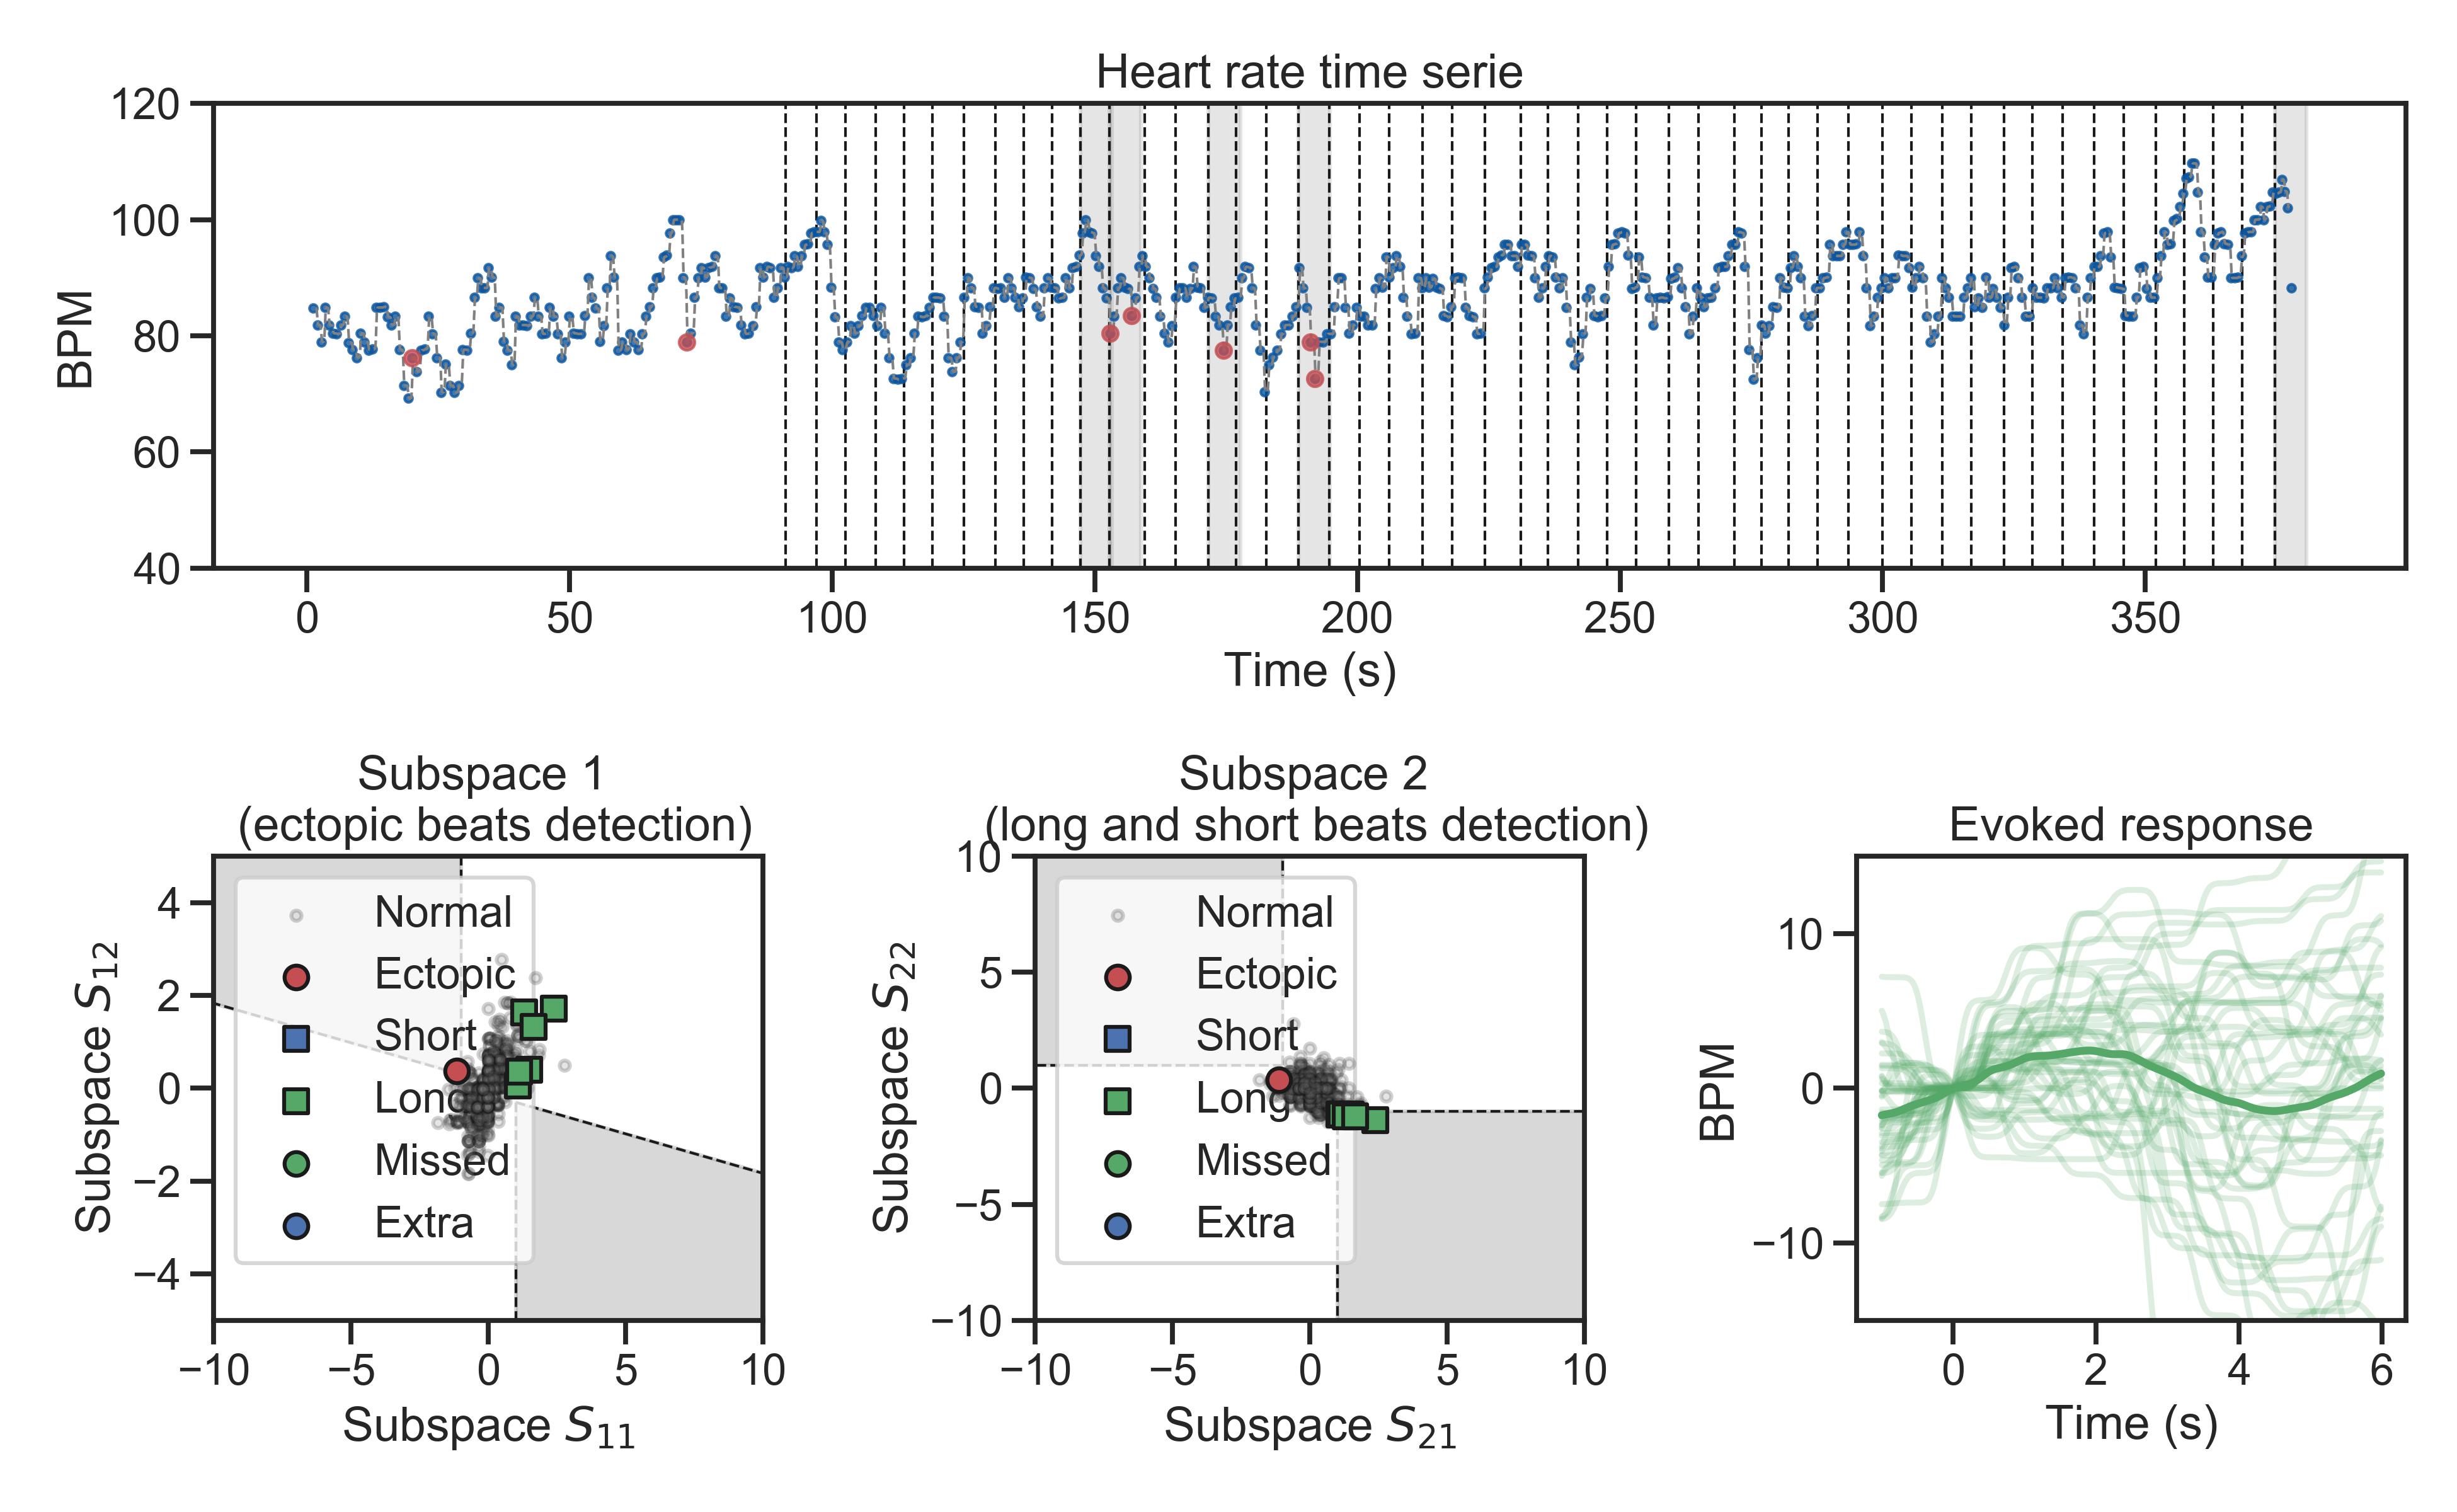 Heart rate time serie
120
100
80
60
40
BPM
0 50 100 150 200 250 300 350
Time (s)
Subspace 1
(ectopic beats detection)
4
2
0
−2
−4
Subspace S12
Normal
Ectopic
Short
Long
Missed
Extra
−10 −5 0 5 10
Subspace S11
Subspace 2
(long and short beats detection)
10
5
0
−5
−10
Subspace S22
Normal
Ectopic
Short
Long
Missed
Extra
−10 −5 0 5 10
Subspace S21
Evoked response
10
0
−10
BPM
0 2 4 6
Time (s)